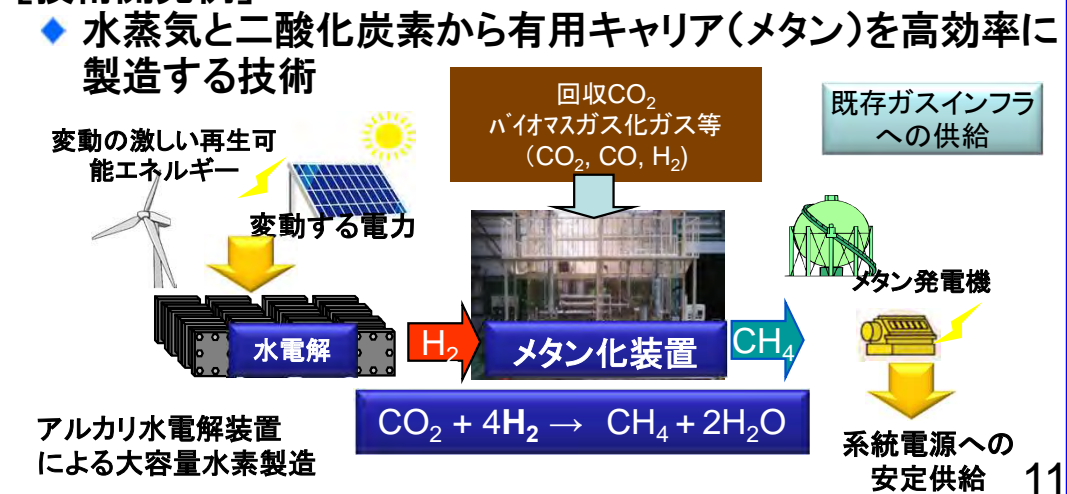 【技術開発例】
水蒸気と二酸化炭素から有用キャリア(メタン)を高効率に
製造する技術
回収CO₂
ﾊﾞｲｵﾏｽガス化ガス等
(CO₂, CO, H₂)
既存ガスインフラ
への供給
変動の激しい再生可
能エネルギー
変動する電力
水電解
H₂
メタン化装置
CH₄
メタン発電機
CO₂ + 4H₂ → CH₄ + 2H₂O
アルカリ水電解装置
による大容量水素製造
系統電源への
安定供給
11